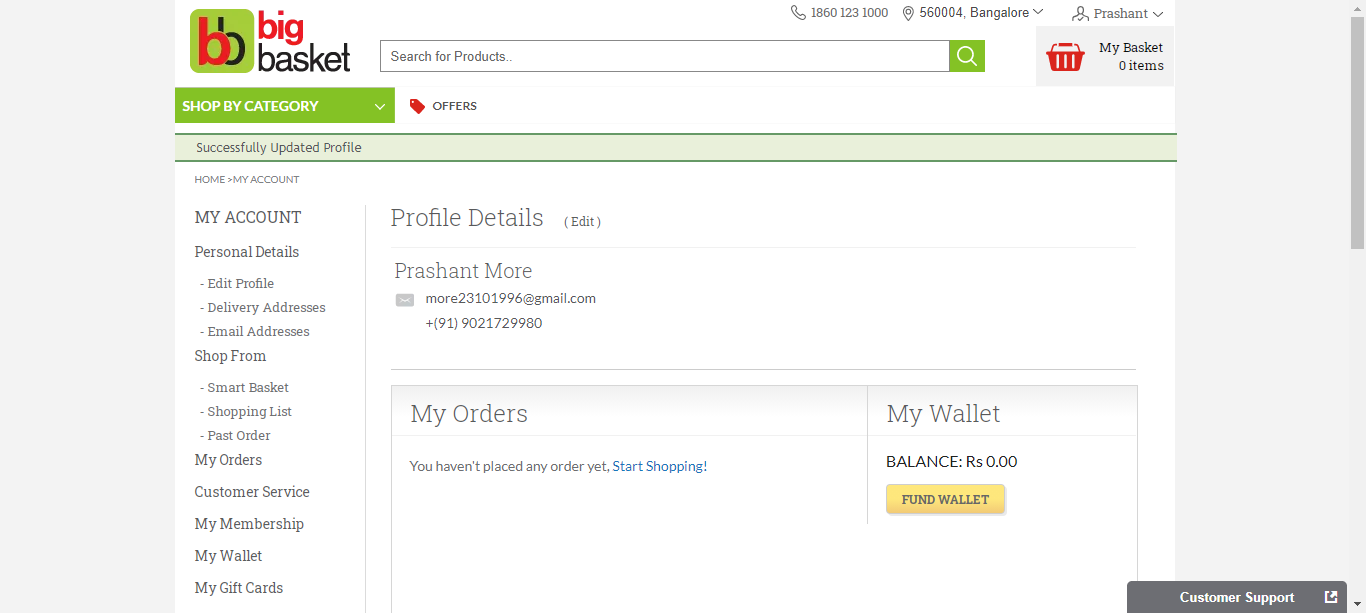 1860 123 1000
560004, Bangalore
Prashant
bb big
basket
Search for Products..
My Basket
0 items
SHOP BY CATEGORY
OFFERS
Successfully Updated Profile
HOME >MY ACCOUNT
MY ACCOUNT
Personal Details
- Edit Profile
- Delivery Addresses
- Email Addresses
Shop From
- Smart Basket
- Shopping List
- Past Order
My Orders
Customer Service
My Membership
My Wallet
My Gift Cards
Profile Details ( Edit )
Prashant More
more23101996@gmail.com
+(91) 9021729980
My Orders
You haven't placed any order yet, Start Shopping!
My Wallet
BALANCE: Rs 0.00
FUND WALLET
Customer Support